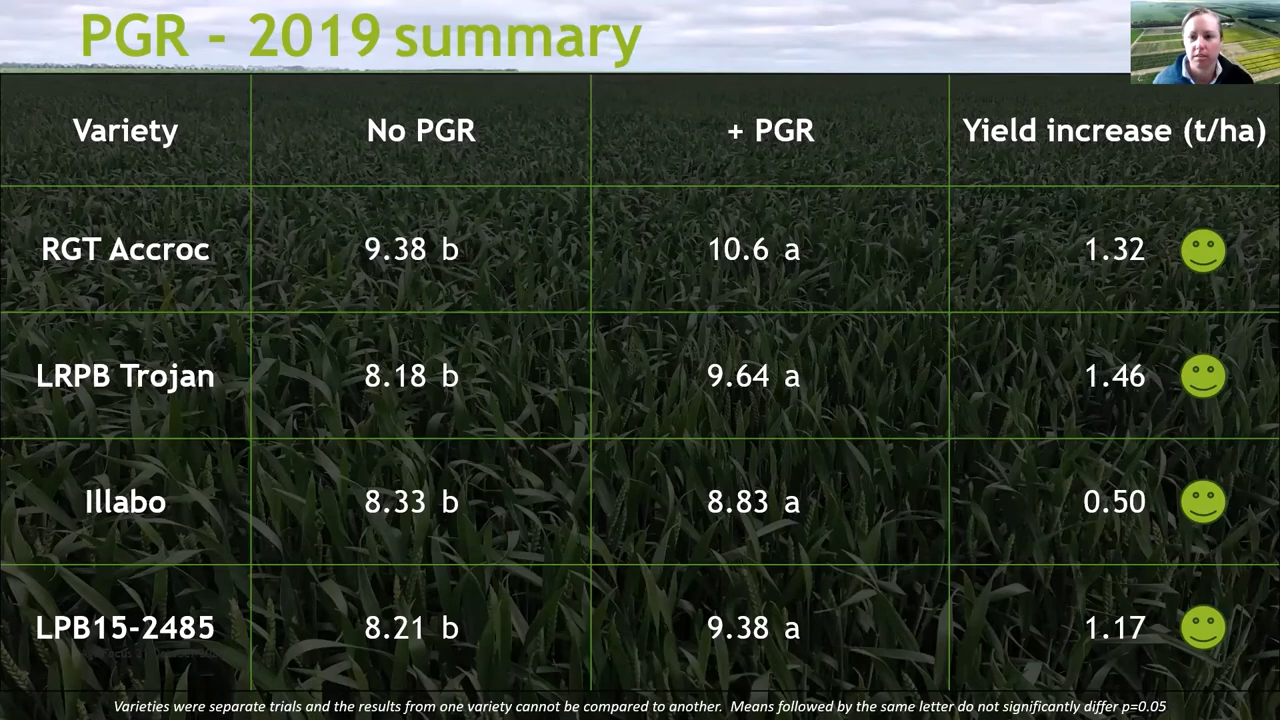 PGR - 2019 summary
Variety No PGR + PGR Yield increase (t/ha)
RGT Accroc 9.38 b 10.6 a 1.32
LRPB Trojan 8.18 b 9.64 a 1.46
Illabo 8.33 b 8.83 a 0.50
LPB15-2485 8.21 b 9.38 a 1.17
Varieties were separate trials and the results from one variety cannot be compared to another. Means followed by the same letter do not significantly differ p=0.05